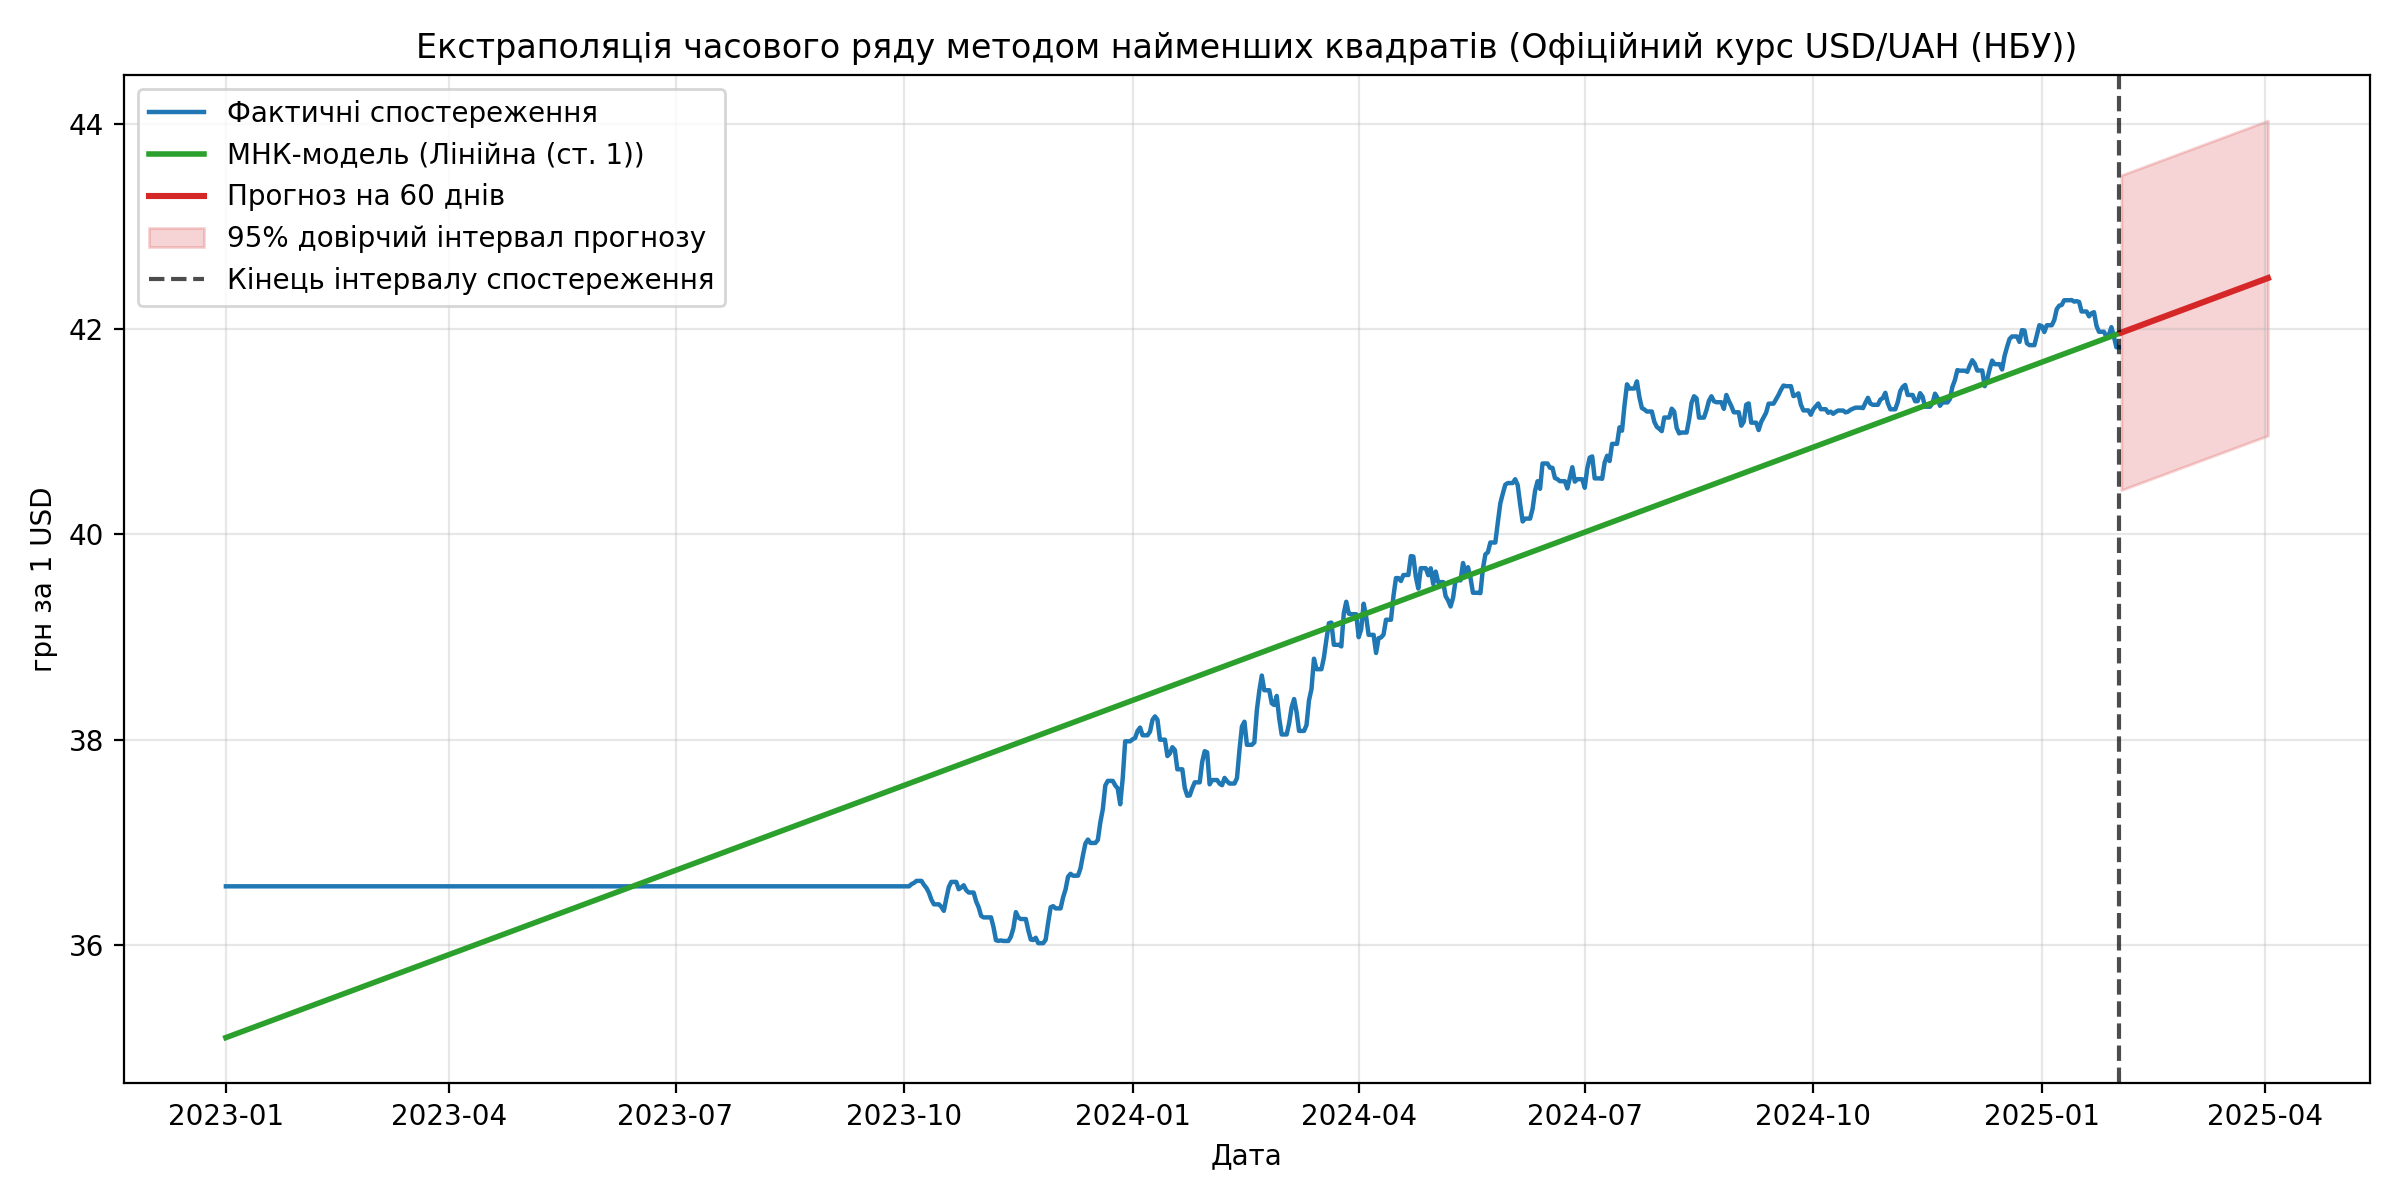 Екстраполяція часового ряду методом найменших квадратів (Офіційний курс USD/UAH (НБУ))
Фактичні спостереження
МНК-модель (Лінійна (ст. 1))
Прогноз на 60 днів
95% довірчий інтервал прогнозу
Кінець інтервалу спостереження
44
42
40
38
36
грн за 1 USD
2023-01
2023-04
2023-07
2023-10
2024-01
2024-04
2024-07
2024-10
2025-01
2025-04
Дата